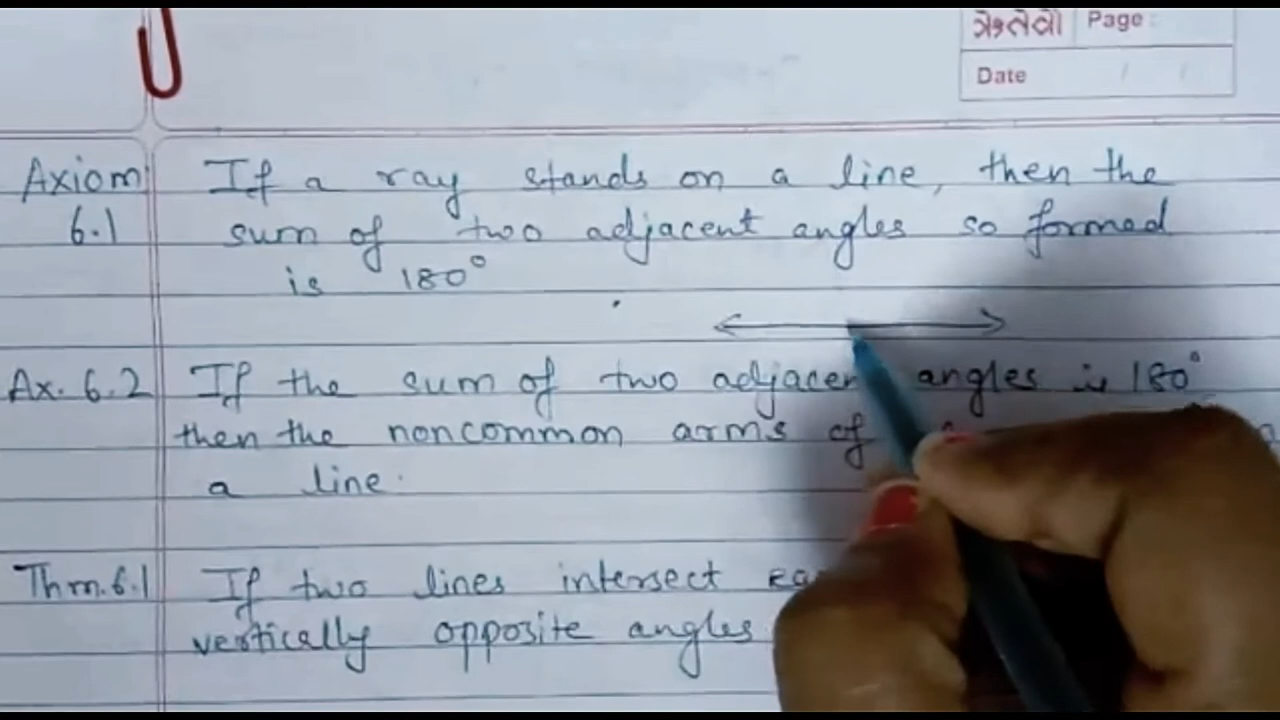 Page :
Date / /
Axiom 6.1 If a ray stands on a line, then the
sum of two adjacent angles so formed
is 180°
Ax. 6.2 If the sum of two adjacen angles is 180°
then the noncommon arms of
a line.
Thm. 6.1 If two lines intersect
vertically opposite angles